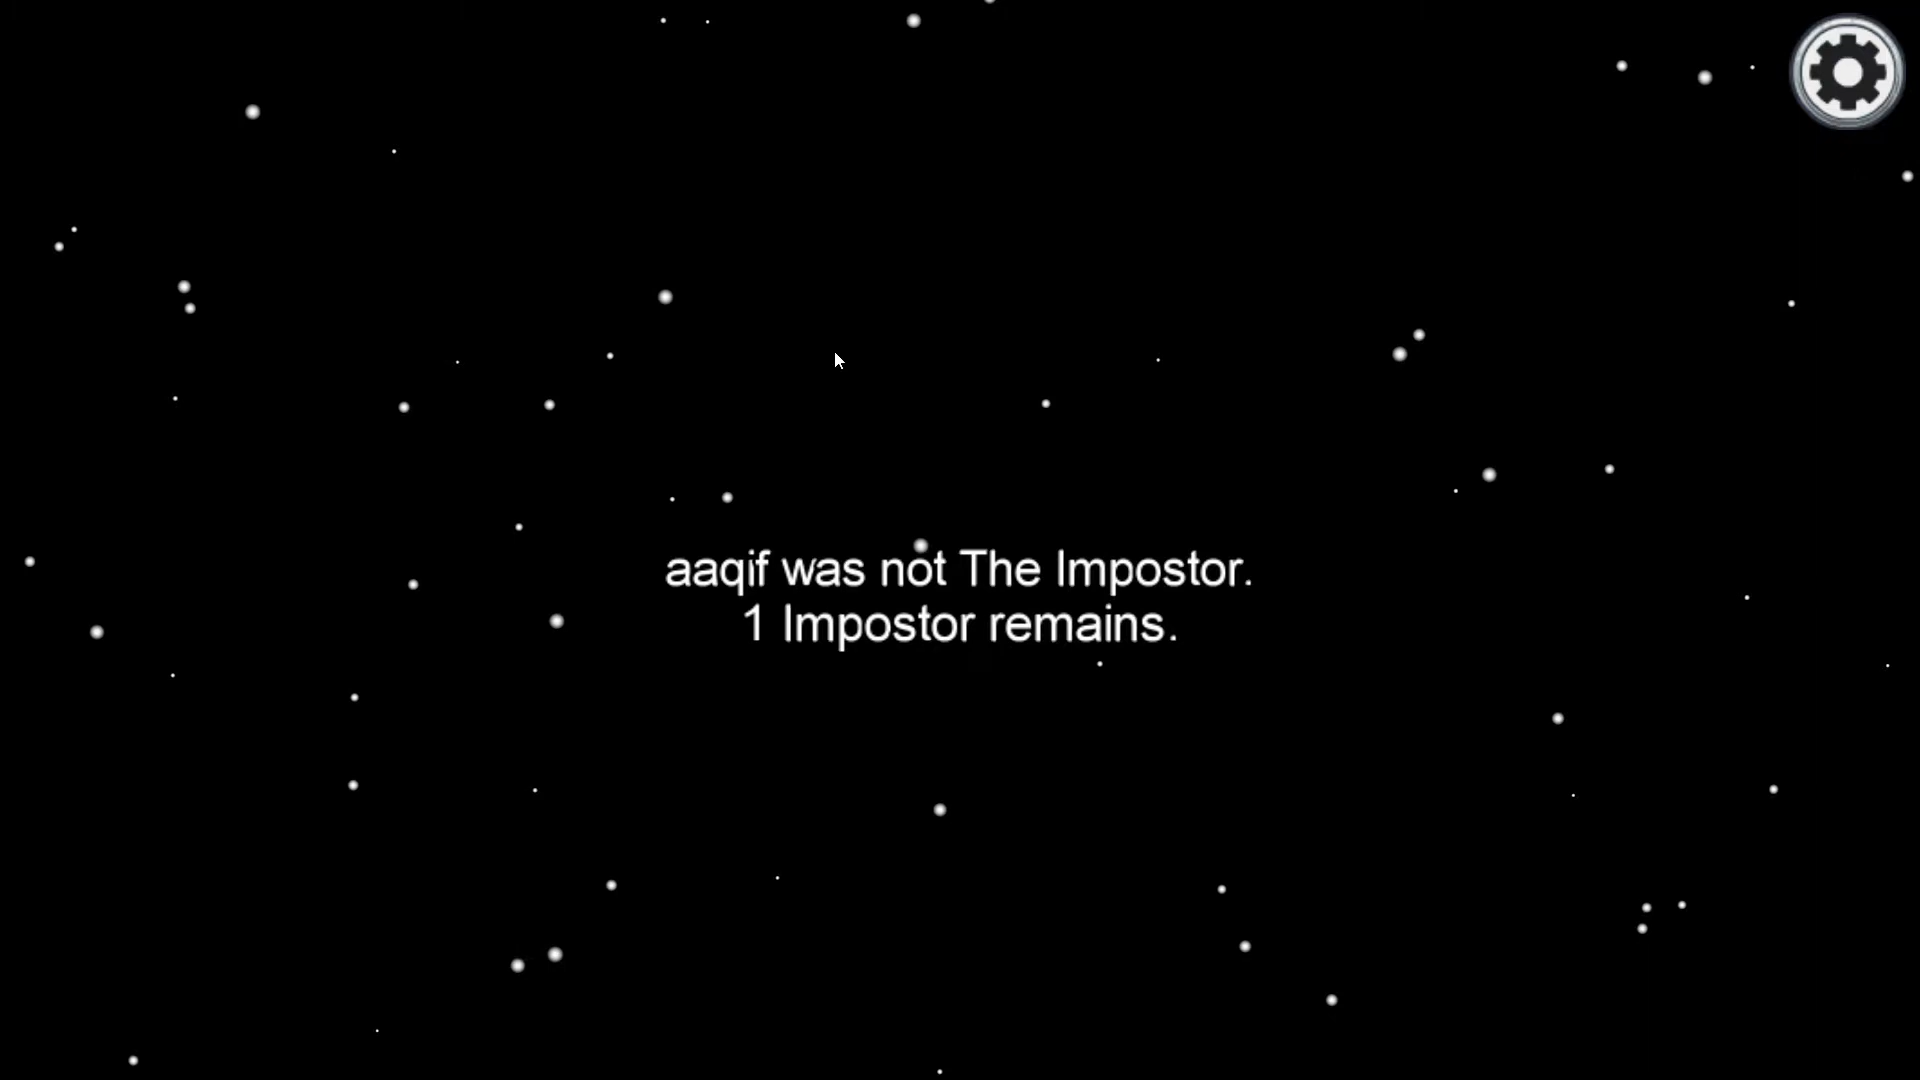 aaqif was not The Impostor.
1 Impostor remains.